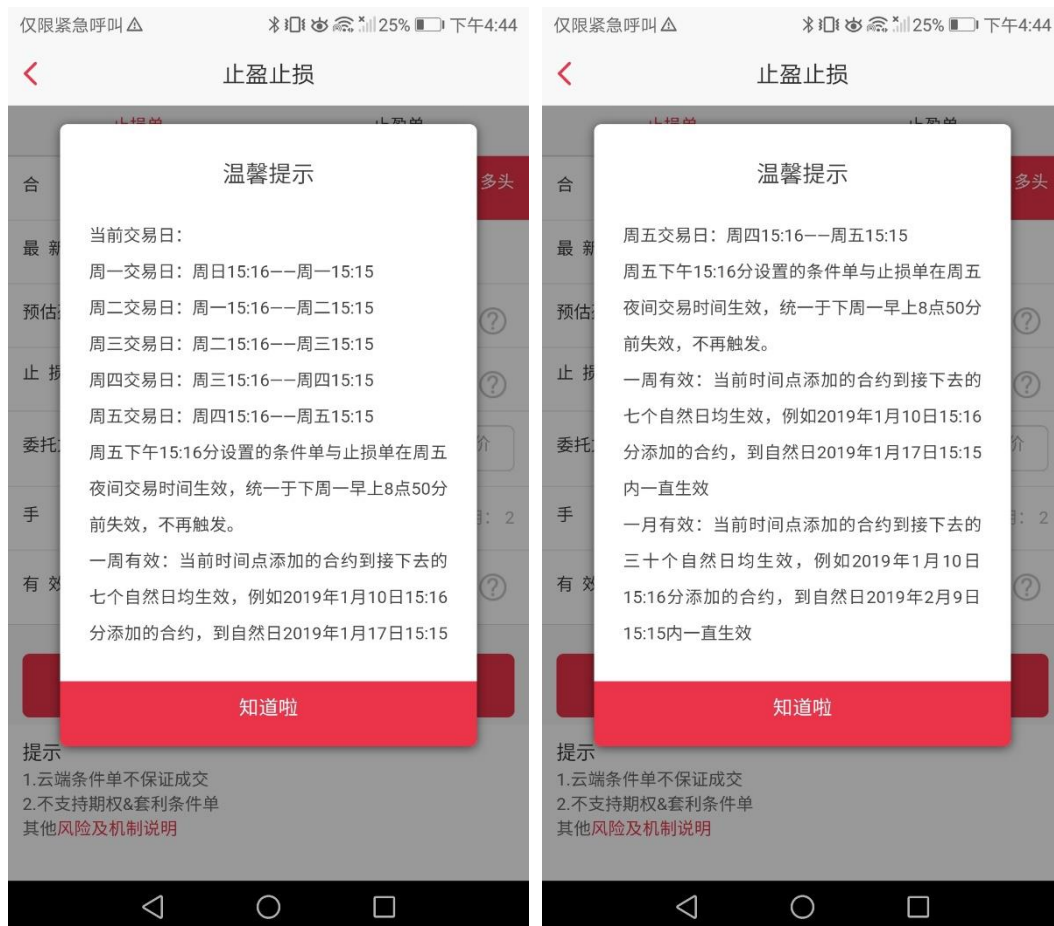 仅限紧急呼叫
25%
下午4:44
止盈止损
止损单
止盈单
温馨提示
合
多头
最 新
预估
止 损
委托
价
手
: 2
有 效
当前交易日：
周一交易日：周日15:16——周一15:15
周二交易日：周一15:16——周二15:15
周三交易日：周二15:16——周三15:15
周四交易日：周三15:16——周四15:15
周五交易日：周四15:16——周五15:15
周五下午15:16分设置的条件单与止损单在周五
夜间交易时间生效，统一于下周一早上8点50分
前失效，不再触发。
一周有效：当前时间点添加的合约到接下去的
七个自然日均生效，例如2019年1月10日15:16
分添加的合约，到自然日2019年1月17日15:15
知道啦
提示
1.云端条件单不保证成交
2.不支持期权&套利条件单
其他风险及机制说明
仅限紧急呼叫
25%
下午4:44
止盈止损
止损单
止盈单
温馨提示
合
多头
最 新
预估
止 损
委托
价
手
: 2
有 效
周五交易日：周四15:16——周五15:15
周五下午15:16分设置的条件单与止损单在周五
夜间交易时间生效，统一于下周一早上8点50分
前失效，不再触发。
一周有效：当前时间点添加的合约到接下去的
七个自然日均生效，例如2019年1月10日15:16
分添加的合约，到自然日2019年1月17日15:15
内一直生效
一月有效：当前时间点添加的合约到接下去的
三十个自然日均生效，例如2019年1月10日
15:16分添加的合约，到自然日2019年2月9日
15:15内一直生效
知道啦
提示
1.云端条件单不保证成交
2.不支持期权&套利条件单
其他风险及机制说明